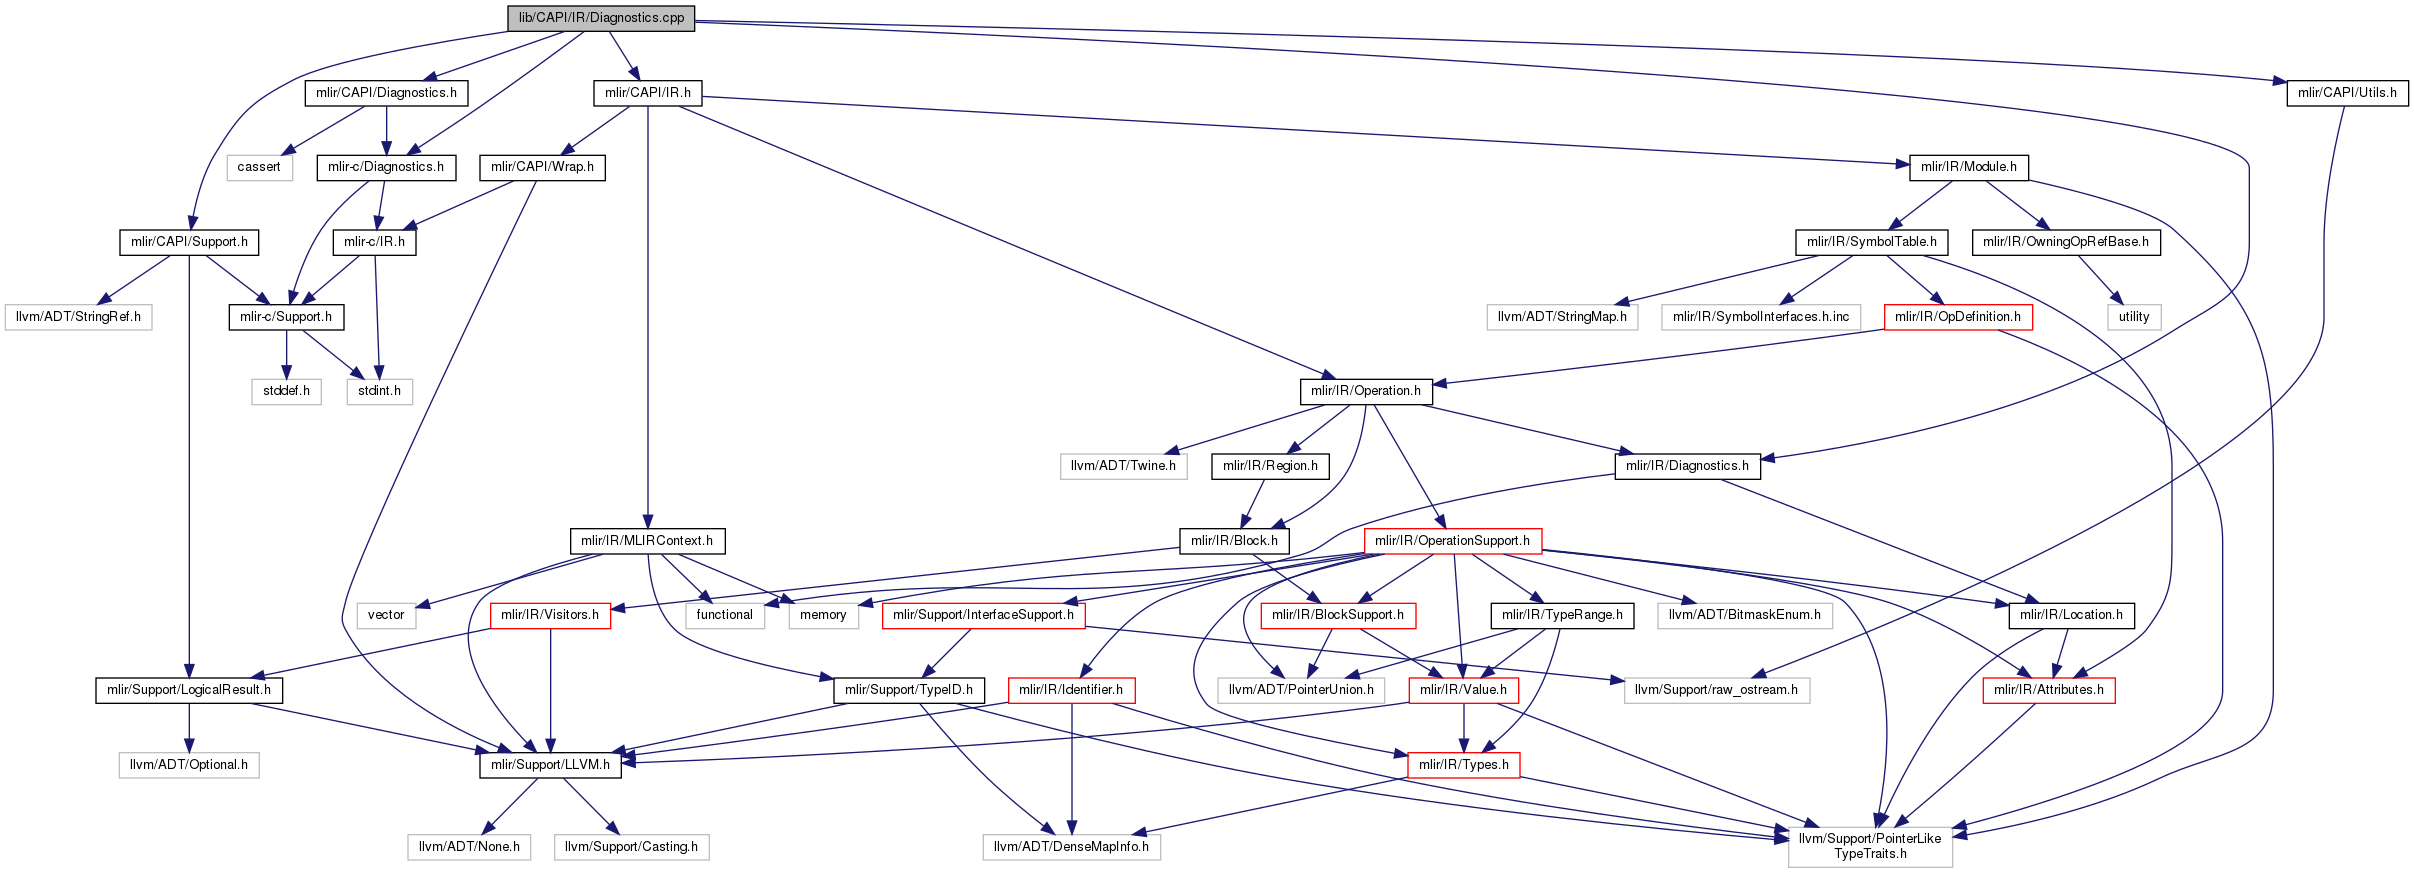 lib/CAPI/IR/Diagnostics.cpp
mlir/CAPI/Diagnostics.h
mlir/CAPI/IR.h
mlir/CAPI/Utils.h
cassert
mlir-c/Diagnostics.h
mlir/CAPI/Wrap.h
mlir/IR/Module.h
mlir/CAPI/Support.h
mlir-c/IR.h
mlir/IR/SymbolTable.h
mlir/IR/OwningOpRefBase.h
llvm/ADT/StringRef.h
mlir-c/Support.h
llvm/ADT/StringMap.h
mlir/IR/SymbolInterfaces.h.inc
mlir/IR/OpDefinition.h
utility
stddef.h
stdint.h
mlir/IR/Operation.h
llvm/ADT/Twine.h
mlir/IR/Region.h
mlir/IR/Diagnostics.h
mlir/IR/MLIRContext.h
mlir/IR/Block.h
mlir/IR/OperationSupport.h
vector
mlir/IR/Visitors.h
functional
memory
mlir/Support/InterfaceSupport.h
mlir/IR/BlockSupport.h
mlir/IR/TypeRange.h
llvm/ADT/BitmaskEnum.h
mlir/IR/Location.h
mlir/Support/LogicalResult.h
mlir/Support/TypeID.h
mlir/IR/Identifier.h
llvm/ADT/PointerUnion.h
mlir/IR/Value.h
llvm/Support/raw_ostream.h
mlir/IR/Attributes.h
llvm/ADT/Optional.h
mlir/Support/LLVM.h
mlir/IR/Types.h
llvm/ADT/None.h
llvm/Support/Casting.h
llvm/ADT/DenseMapInfo.h
llvm/Support/PointerLike
TypeTraits.h